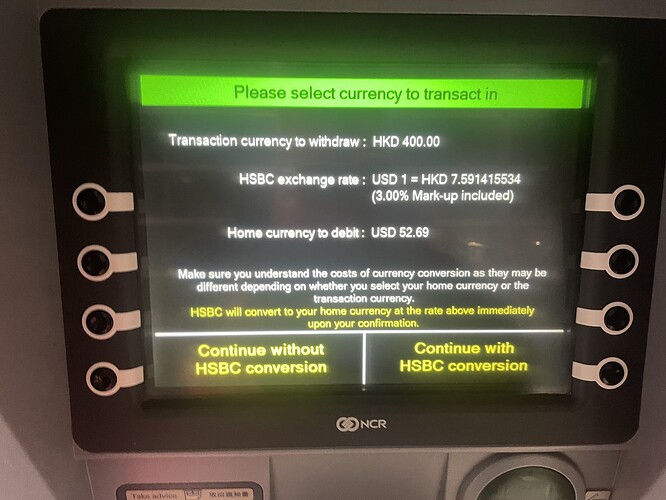 Please select currency to transact in
Transaction currency to withdraw : HKD 400.00
HSBC exchange rate : USD 1 = HKD 7.591415534
(3.00% Mark-up included)
Home currency to debit : USD 52.69
Make sure you understand the costs of currency conversion as they may be
different depending on whether you select your home currency or the
transaction currency.
HSBC will convert to your home currency at the rate above immediately
upon your confirmation.
Continue without
HSBC conversion
Continue with
HSBC conversion
NCR
Take advice